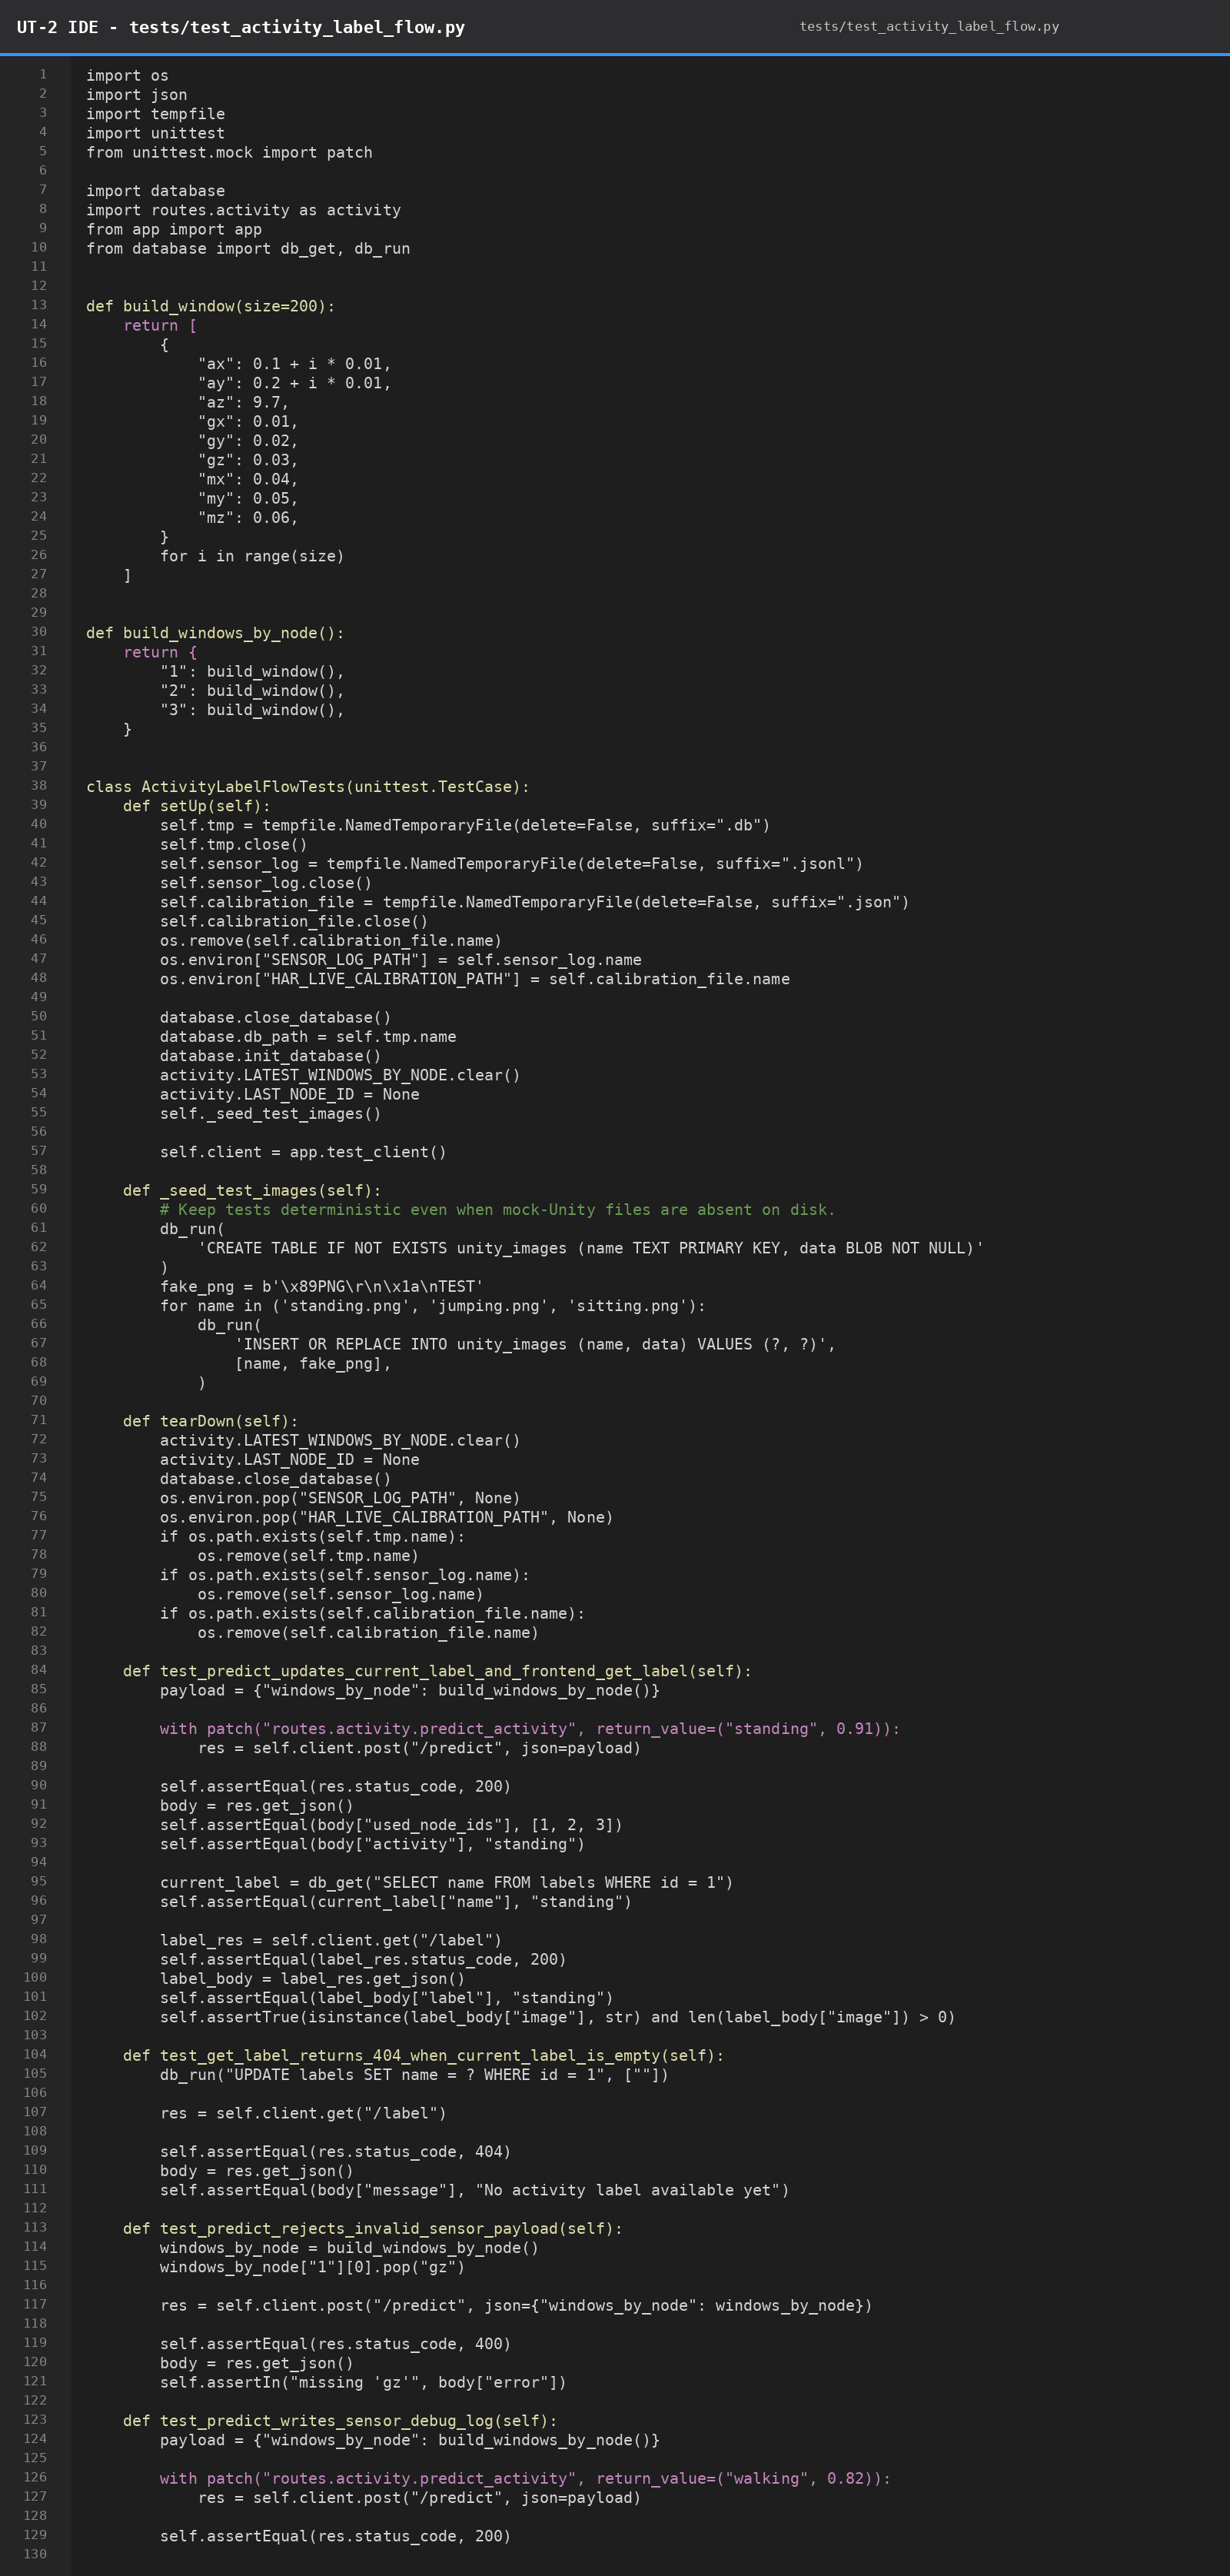 UT-2 IDE - tests/test_activity_label_flow.py
tests/test_activity_label_flow.py
1 import os
2 import json
3 import tempfile
4 import unittest
5 from unittest.mock import patch
6
7 import database
8 import routes.activity as activity
9 from app import app
10 from database import db_get, db_run
11
12
13 def build_window(size=200):
14     return [
15         {
16             "ax": 0.1 + i * 0.01,
17             "ay": 0.2 + i * 0.01,
18             "az": 9.7,
19             "gx": 0.01,
20             "gy": 0.02,
21             "gz": 0.03,
22             "mx": 0.04,
23             "my": 0.05,
24             "mz": 0.06,
25         }
26         for i in range(size)
27     ]
28
29
30 def build_windows_by_node():
31     return {
32         "1": build_window(),
33         "2": build_window(),
34         "3": build_window(),
35     }
36
37
38 class ActivityLabelFlowTests(unittest.TestCase):
39     def setUp(self):
40         self.tmp = tempfile.NamedTemporaryFile(delete=False, suffix=".db")
41         self.tmp.close()
42         self.sensor_log = tempfile.NamedTemporaryFile(delete=False, suffix=".jsonl")
43         self.sensor_log.close()
44         self.calibration_file = tempfile.NamedTemporaryFile(delete=False, suffix=".json")
45         self.calibration_file.close()
46         os.remove(self.calibration_file.name)
47         os.environ["SENSOR_LOG_PATH"] = self.sensor_log.name
48         os.environ["HAR_LIVE_CALIBRATION_PATH"] = self.calibration_file.name
49
50         database.close_database()
51         database.db_path = self.tmp.name
52         database.init_database()
53         activity.LATEST_WINDOWS_BY_NODE.clear()
54         activity.LAST_NODE_ID = None
55         self._seed_test_images()
56
57         self.client = app.test_client()
58
59     def _seed_test_images(self):
60         # Keep tests deterministic even when mock-Unity files are absent on disk.
61         db_run(
62             'CREATE TABLE IF NOT EXISTS unity_images (name TEXT PRIMARY KEY, data BLOB NOT NULL)'
63         )
64         fake_png = b'\x89PNG\r\n\x1a\nTEST'
65         for name in ('standing.png', 'jumping.png', 'sitting.png'):
66             db_run(
67                 'INSERT OR REPLACE INTO unity_images (name, data) VALUES (?, ?)',
68                 [name, fake_png],
69             )
70
71     def tearDown(self):
72         activity.LATEST_WINDOWS_BY_NODE.clear()
73         activity.LAST_NODE_ID = None
74         database.close_database()
75         os.environ.pop("SENSOR_LOG_PATH", None)
76         os.environ.pop("HAR_LIVE_CALIBRATION_PATH", None)
77         if os.path.exists(self.tmp.name):
78             os.remove(self.tmp.name)
79         if os.path.exists(self.sensor_log.name):
80             os.remove(self.sensor_log.name)
81         if os.path.exists(self.calibration_file.name):
82             os.remove(self.calibration_file.name)
83
84     def test_predict_updates_current_label_and_frontend_get_label(self):
85         payload = {"windows_by_node": build_windows_by_node()}
86
87         with patch("routes.activity.predict_activity", return_value=("standing", 0.91)):
88             res = self.client.post("/predict", json=payload)
89
90         self.assertEqual(res.status_code, 200)
91         body = res.get_json()
92         self.assertEqual(body["used_node_ids"], [1, 2, 3])
93         self.assertEqual(body["activity"], "standing")
94
95         current_label = db_get("SELECT name FROM labels WHERE id = 1")
96         self.assertEqual(current_label["name"], "standing")
97
98         label_res = self.client.get("/label")
99         self.assertEqual(label_res.status_code, 200)
100         label_body = label_res.get_json()
101         self.assertEqual(label_body["label"], "standing")
102         self.assertTrue(isinstance(label_body["image"], str) and len(label_body["image"]) > 0)
103
104     def test_get_label_returns_404_when_current_label_is_empty(self):
105         db_run("UPDATE labels SET name = ? WHERE id = 1", [""])
106
107         res = self.client.get("/label")
108
109         self.assertEqual(res.status_code, 404)
110         body = res.get_json()
111         self.assertEqual(body["message"], "No activity label available yet")
112
113     def test_predict_rejects_invalid_sensor_payload(self):
114         windows_by_node = build_windows_by_node()
115         windows_by_node["1"][0].pop("gz")
116
117         res = self.client.post("/predict", json={"windows_by_node": windows_by_node})
118
119         self.assertEqual(res.status_code, 400)
120         body = res.get_json()
121         self.assertIn("missing 'gz'", body["error"])
122
123     def test_predict_writes_sensor_debug_log(self):
124         payload = {"windows_by_node": build_windows_by_node()}
125
126         with patch("routes.activity.predict_activity", return_value=("walking", 0.82)):
127             res = self.client.post("/predict", json=payload)
128
129         self.assertEqual(res.status_code, 200)
130